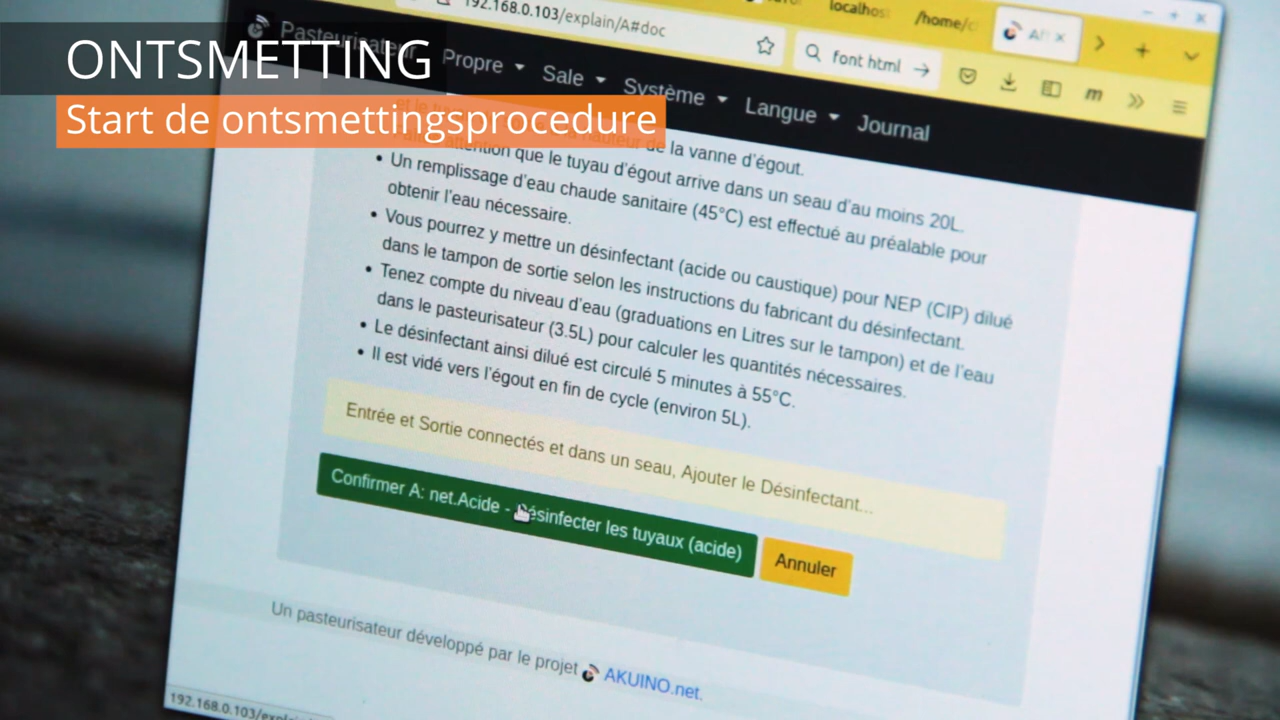 ONTSMETTING
Start de ontsmettingsprocedure
192.168.0.103/explain/A#doc
font html
localhos
/home/c
Pasteurisateur
Propre
Sale
Système
Langue
Journal
de la vanne d'égout.
attention que le tuyau d'égout arrive dans un seau d'au moins 20L.
• Un remplissage d'eau chaude sanitaire (45°C) est effectué au préalable pour
obtenir l'eau nécessaire.
• Vous pourrez y mettre un désinfectant (acide ou caustique) pour NEP (CIP) dilué
dans le tampon de sortie selon les instructions du fabricant du désinfectant.
• Tenez compte du niveau d'eau (graduations en Litres sur le tampon) et de l'eau
dans le pasteurisateur (3.5L) pour calculer les quantités nécessaires.
• Le désinfectant ainsi dilué est circulé 5 minutes à 55°C.
• Il est vidé vers l'égout en fin de cycle (environ 5L).
Entrée et Sortie connectés et dans un seau, Ajouter le Désinfectant...
Confirmer A: net.Acide - Désinfecter les tuyaux (acide)
Annuler
Un pasteurisateur développé par le projet AKUINO.net.
192.168.0.103/explai